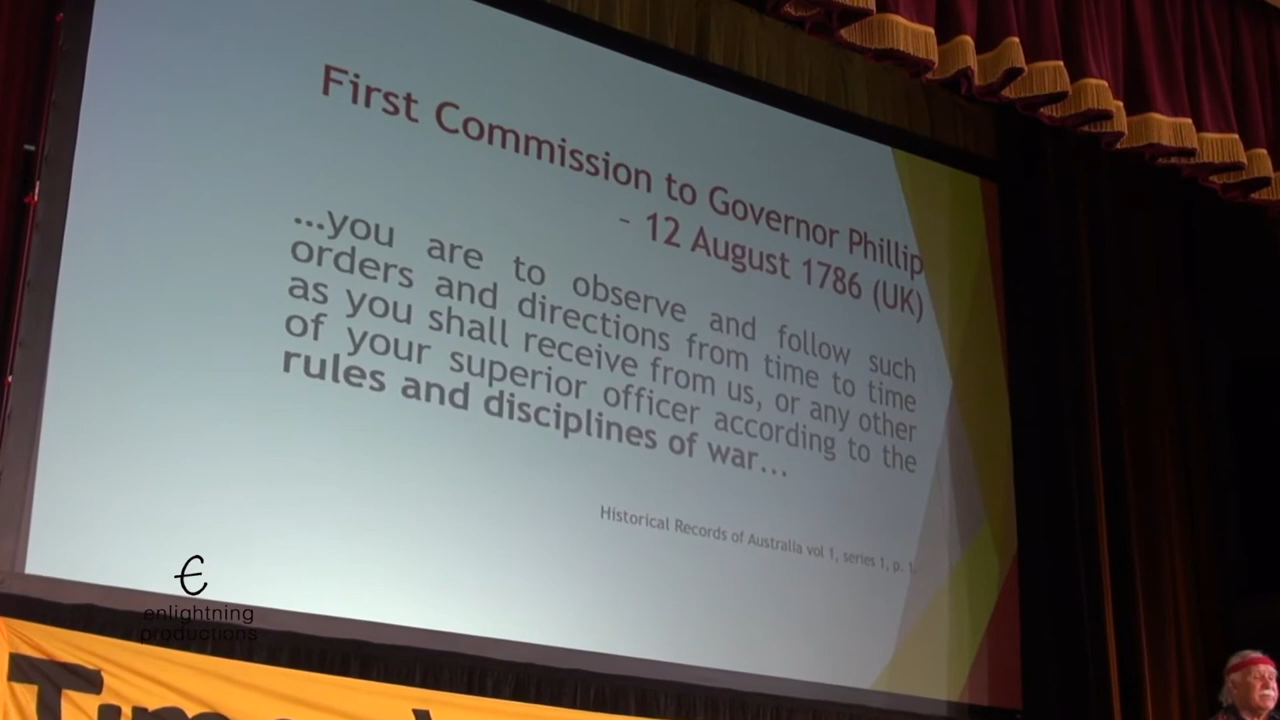 First Commission to Governor Phillip
- 12 August 1786 (UK)
...you are to observe and follow such
orders and directions from time to time
as you shall receive from us, or any other
of your superior officer according to the
rules and disciplines of war...
Historical Records of Australia vol 1, series 1, p. 1.
enlightning
productions